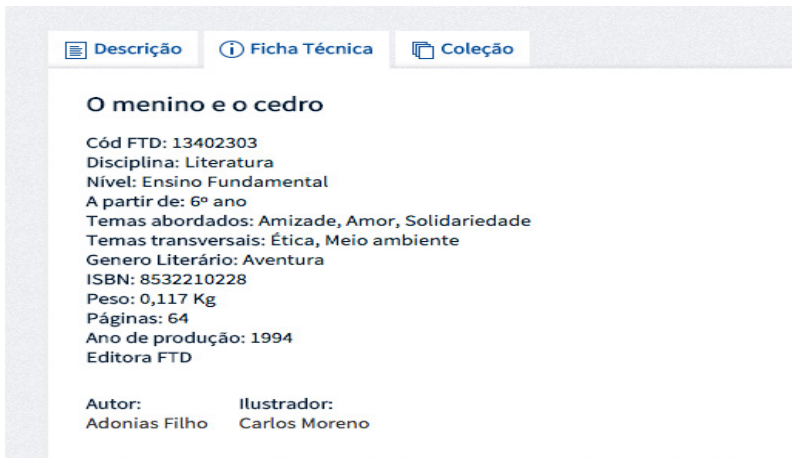 Descrição Ficha Técnica Coleção
O menino e o cedro
Cód FTD: 13402303
Disciplina: Literatura
Nível: Ensino Fundamental
A partir de: 6º ano
Temas abordados: Amizade, Amor, Solidariedade
Temas transversais: Ética, Meio ambiente
Genero Literário: Aventura
ISBN: 8532210228
Peso: 0,117 Kg
Páginas: 64
Ano de produção: 1994
Editora FTD
Autor: Ilustrador:
Adonias Filho Carlos Moreno